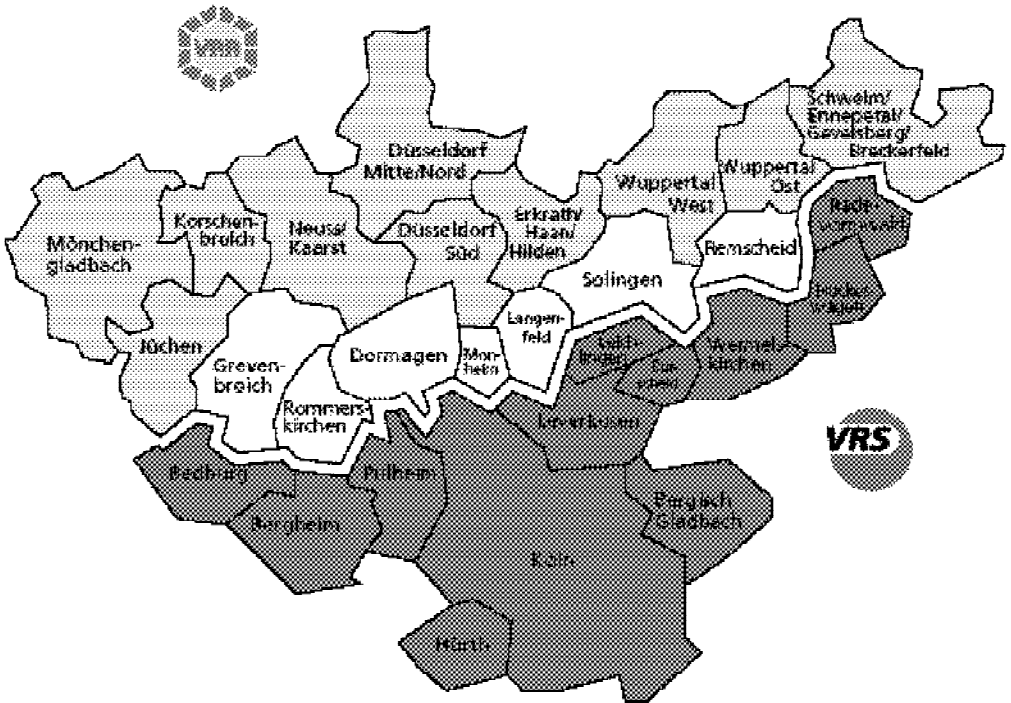 VRR
Schwelm/
Ennepetal/
Gevelsberg/
Breckerfeld
Düsseldorf
Mitte/Nord
Wuppertal
West
Wuppertal
Ost
Mönchen-
gladbach
Korschen-
broich
Neuss/
Kaarst
Düsseldorf
Süd
Erkrath/
Haan/
Hilden
Solingen
Remscheid
Jüchen
Greven-
broich
Rommers-
kirchen
Dormagen
Mon-
heim
Langen-
feld
Wermels-
kirchen
Leverkusen
VRS
Bedburg
Bergheim
Pulheim
Köln
Bergisch
Gladbach
Hürth